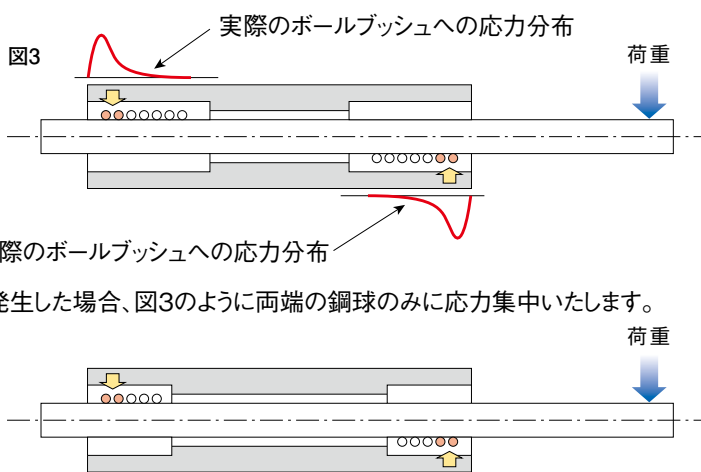 実際のボールブッシュへの応力分布
図3
荷重
際のボールブッシュへの応力分布
発生した場合、図3のように両端の鋼球のみに応力集中いたします。
荷重